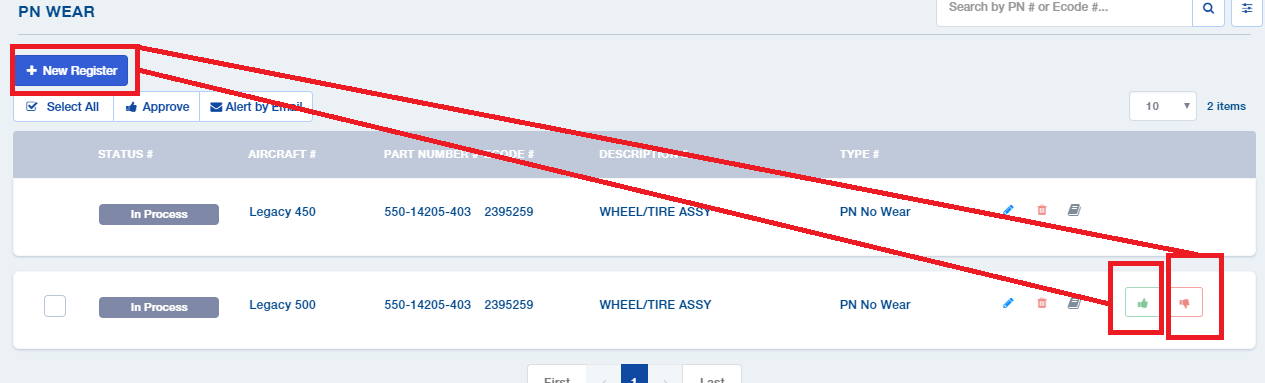 PN WEAR
Search by PN # or Ecode #...
New Register
Select All Approve Alert by Email
10 2 items
STATUS # AIRCRAFT # PART NUMBER # TYPE #
In Process Legacy 450 550-14205-403 2395259 WHEEL/TIRE ASSY PN No Wear
In Process Legacy 500 550-14205-403 2395259 WHEEL/TIRE ASSY PN No Wear
First 1 Last